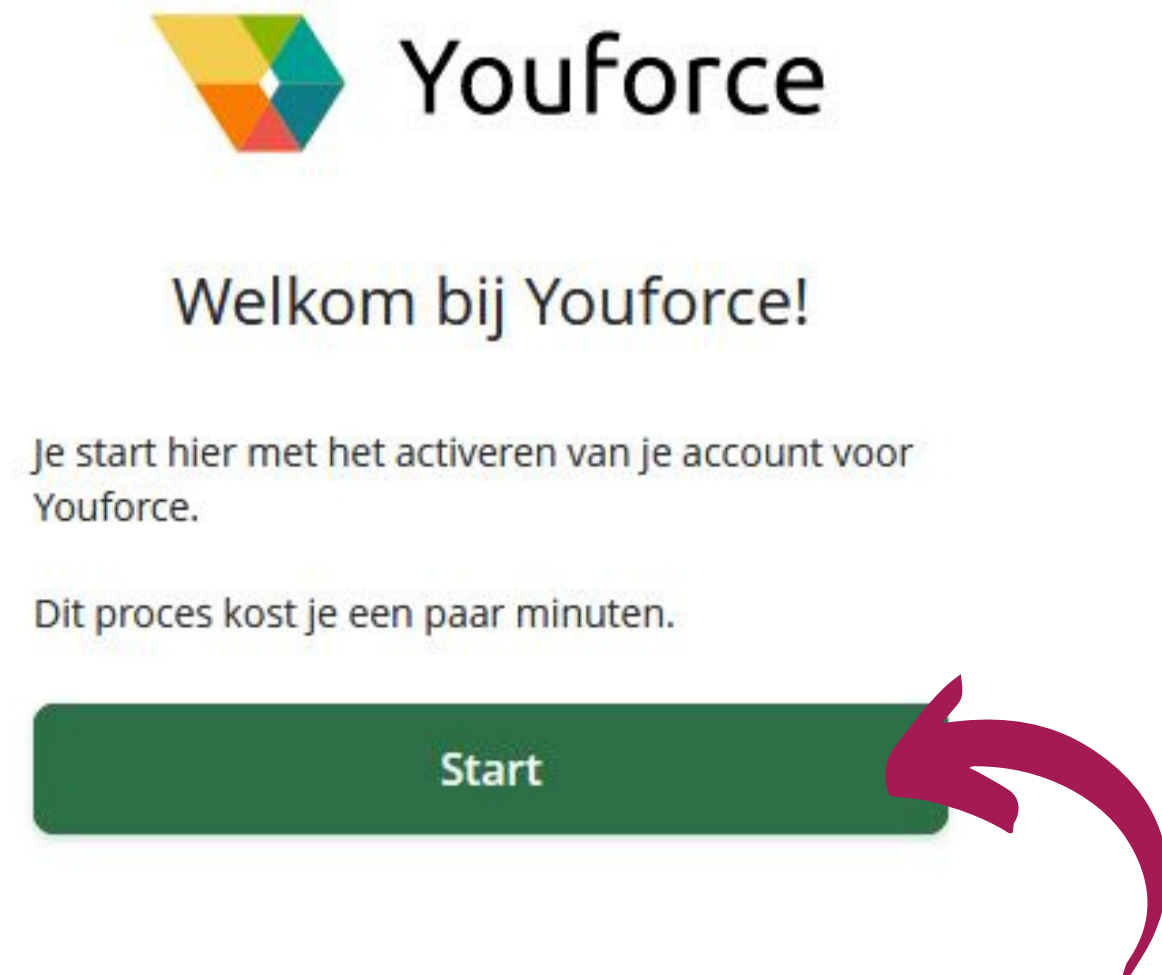 Youforce
Welkom bij Youforce!
Je start hier met het activeren van je account voor
Youforce.
Dit proces kost je een paar minuten.
Start